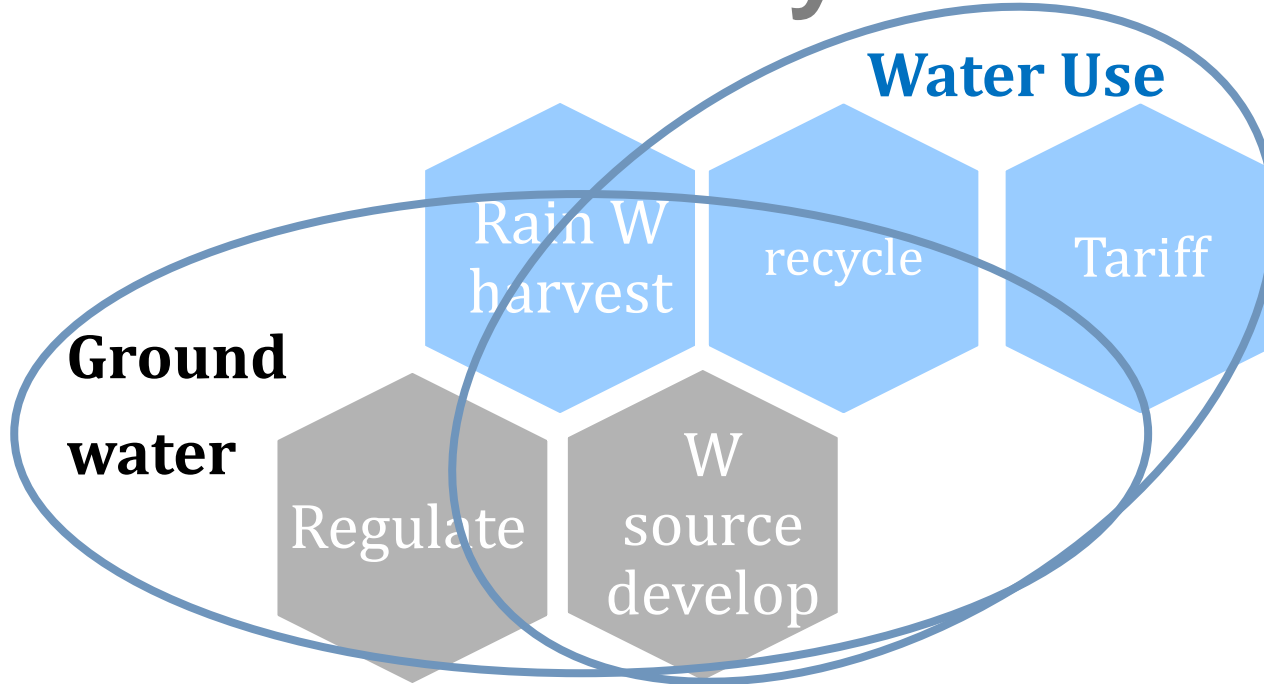 Water Use
Rain W
harvest
recycle
Tariff
Ground
water
Regulate
W
source
develop